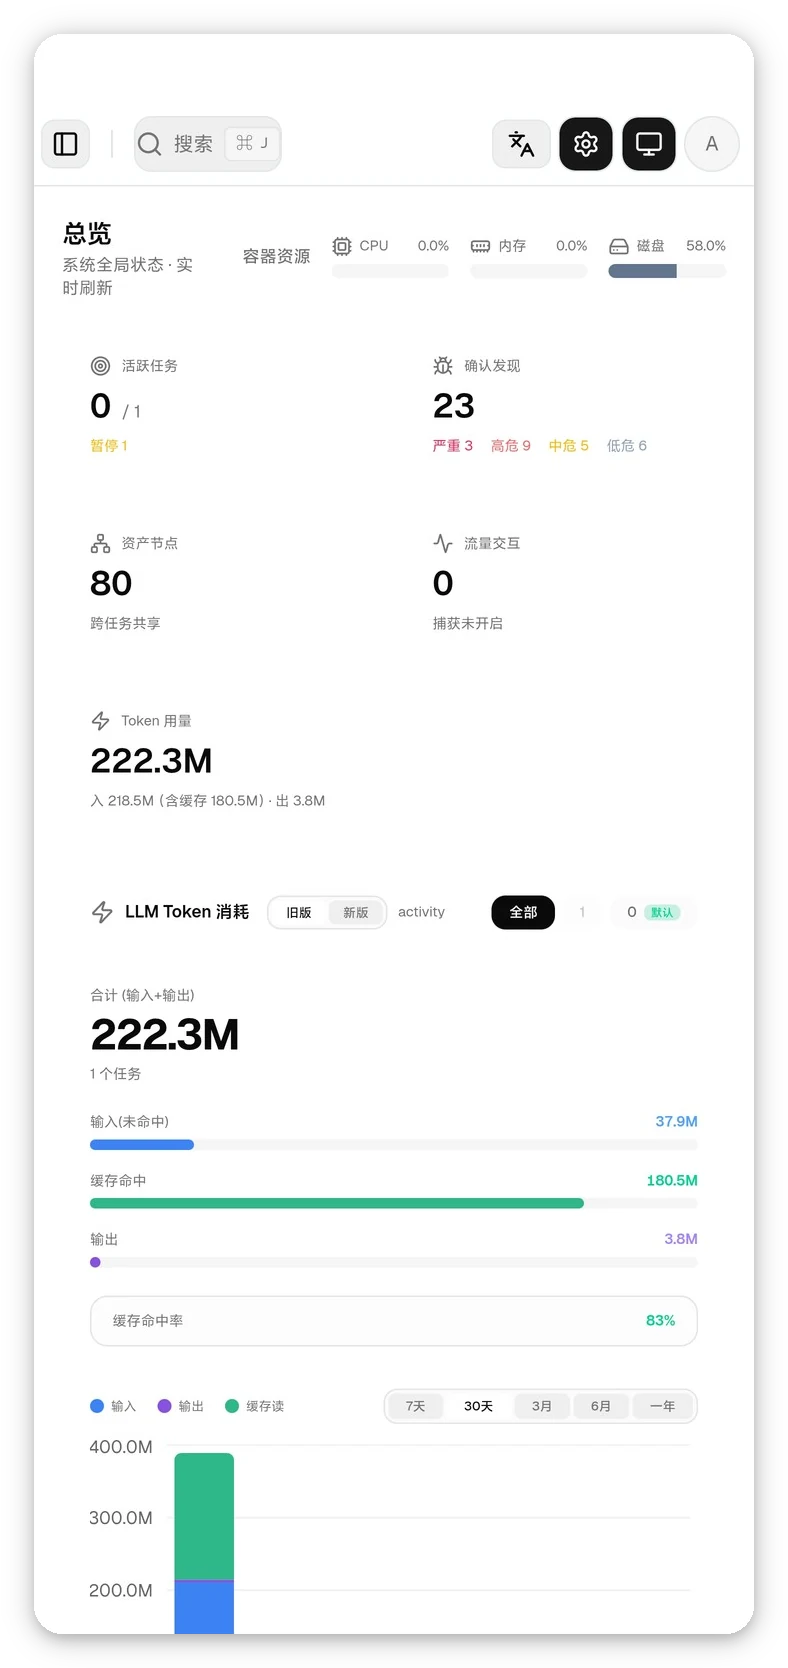 搜索 ⌘ J
A
总览
系统全局状态 · 实
时刷新
容器资源
CPU 0.0%
内存 0.0%
磁盘 58.0%
活跃任务
0 / 1
暂停 1
确认发现
23
严重 3 高危 9 中危 5 低危 6
资产节点
80
跨任务共享
流量交互
0
捕获未开启
Token 用量
222.3M
入 218.5M (含缓存 180.5M) · 出 3.8M
LLM Token 消耗 旧版 新版 activity 全部 1 0 默认
合计 (输入+输出)
222.3M
1 个任务
输入(未命中) 37.9M
缓存命中 180.5M
输出 3.8M
缓存命中率 83%
输入 输出 缓存读 7天 30天 3月 6月 一年
400.0M
300.0M
200.0M